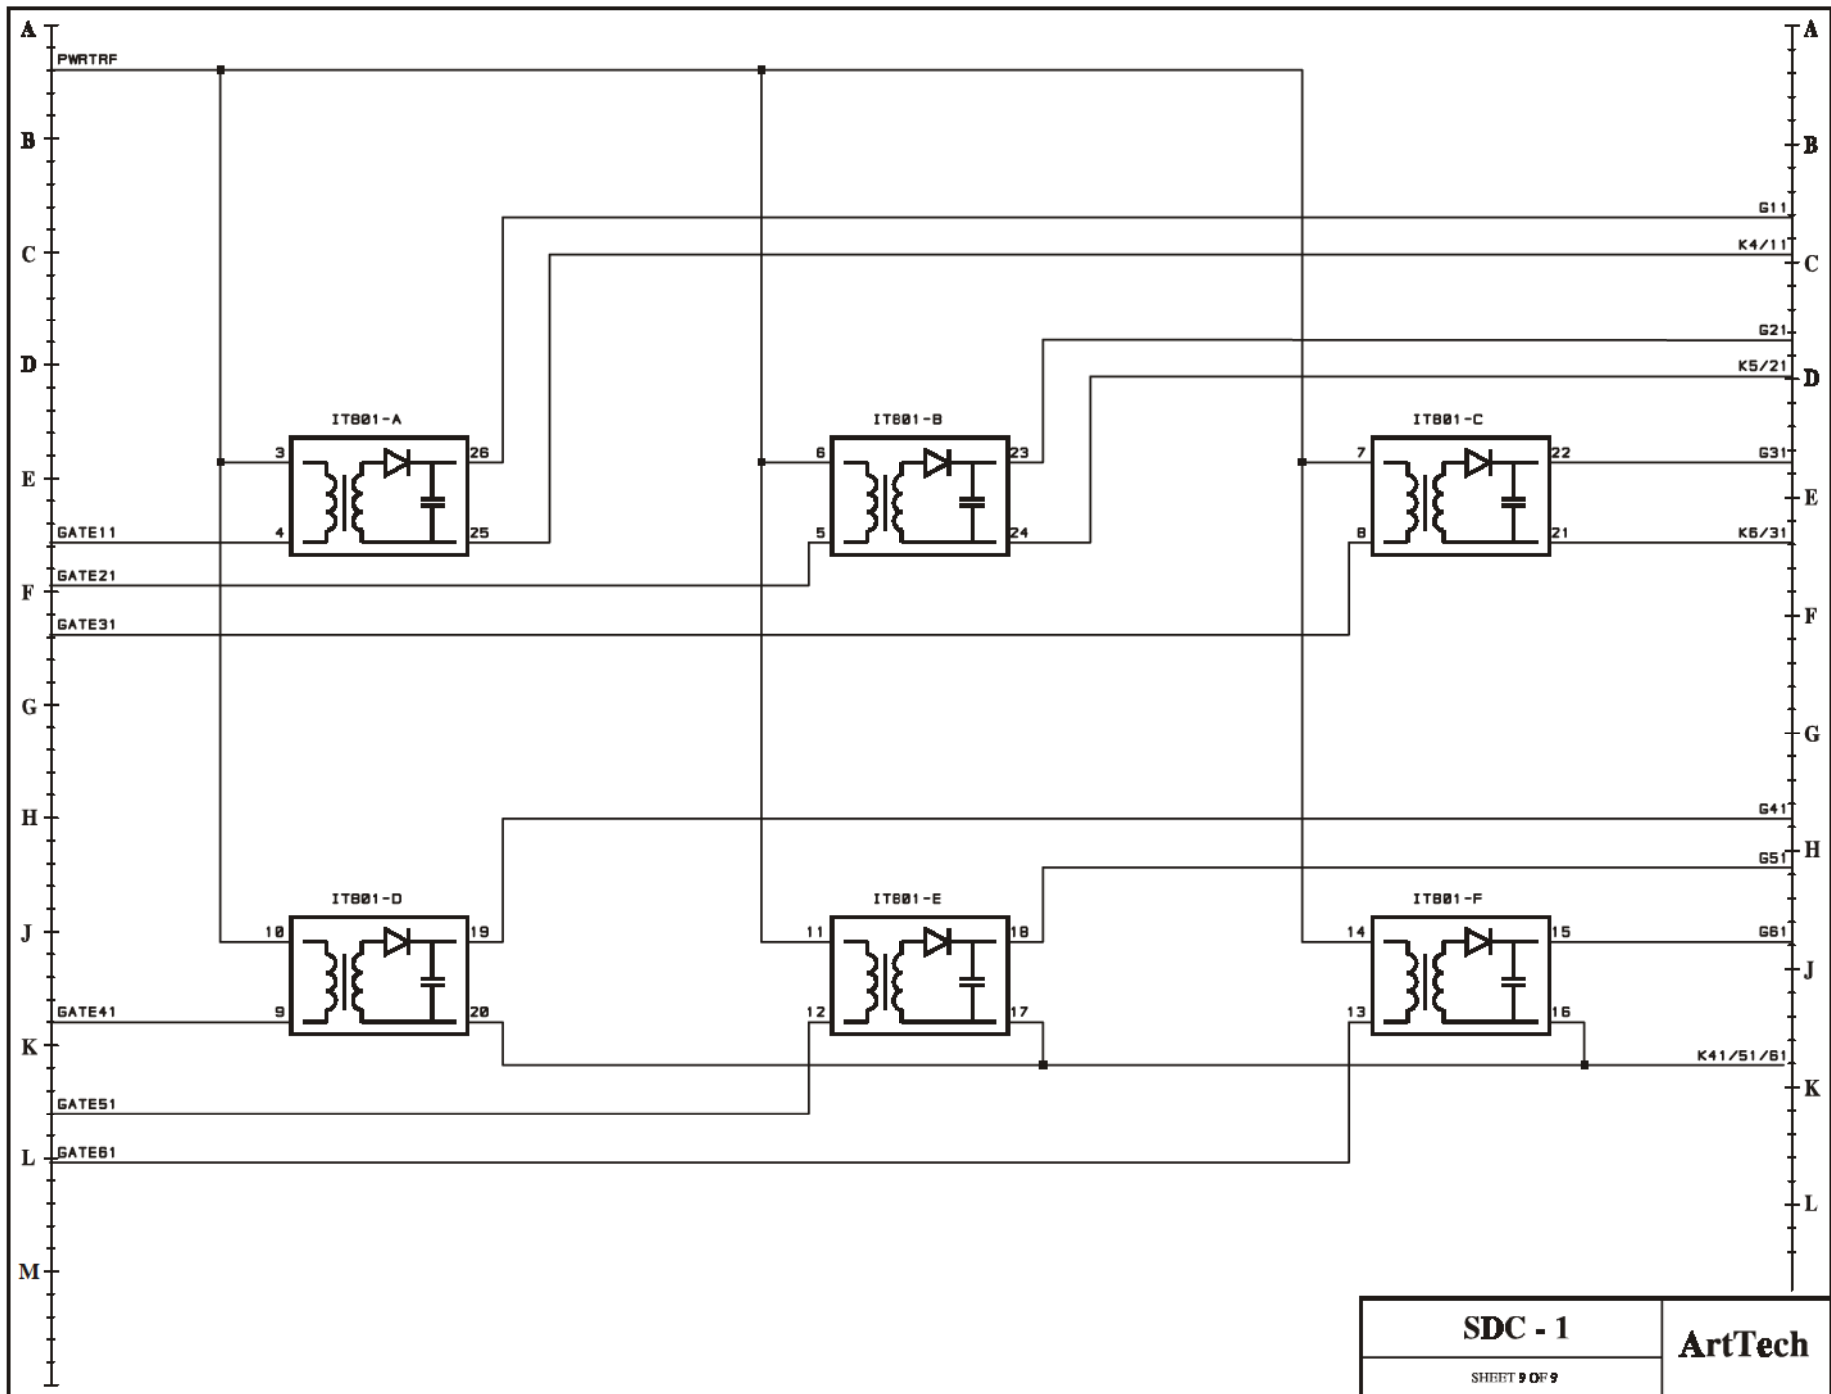 A
A
PWRTRF
B
B
G11
C
K4/11
C
G21
D
K5/21
D
IT801-A
IT801-B
IT801-C
3
26
6
23
7
22
G31
E
E
GATE11
4
25
5
24
8
21
K6/31
GATE21
F
GATE31
F
G
G
H
G41
H
G51
IT801-D
IT801-E
IT801-F
J
10
19
11
18
14
15
G61
J
GATE41
9
20
12
17
13
16
K
K41/51/61
K
GATE51
L
GATE61
L
M
SDC - 1
ArtTech
SHEET 9 OF 9